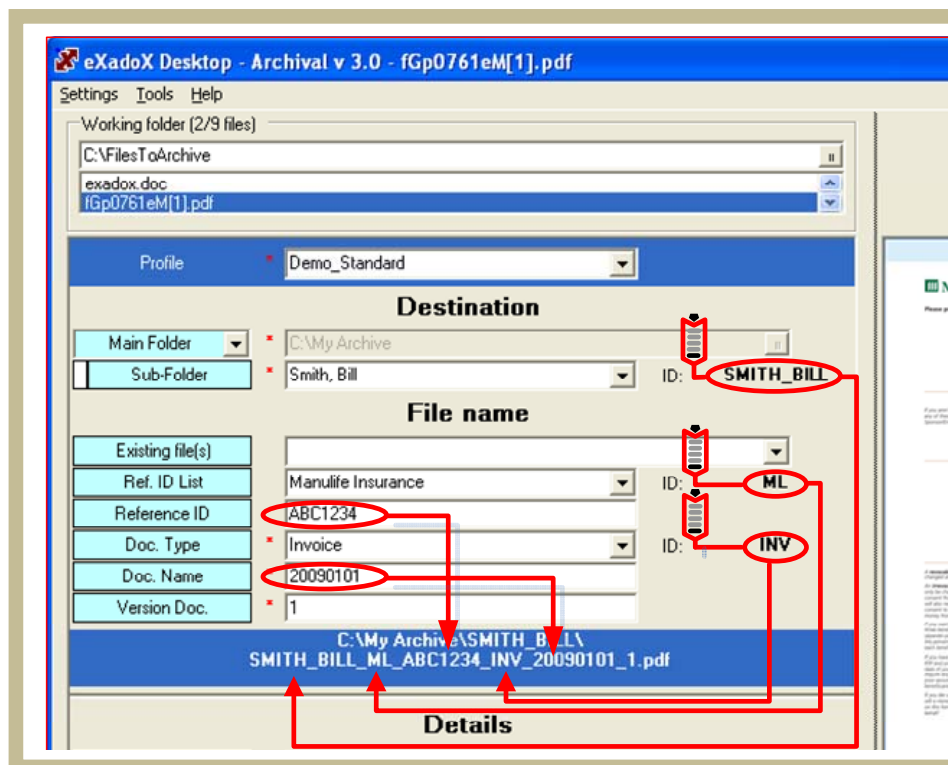 eXadoX Desktop - Archival v 3.0 - fGp0761eM[1].pdf
Settings Tools Help
Working folder (2/9 files)
C:\FilesToArchive
exadox.doc
fGp0761eM[1].pdf
Profile * Demo_Standard
Destination
Main Folder * C:\My Archive
Sub-Folder * Smith, Bill ID: SMITH_BILL
File name
Existing file(s)
Ref. ID List Manulife Insurance ID: ML
Reference ID ABC1234
Doc. Type * Invoice ID: INV
Doc. Name 20090101
Version Doc. * 1
C:\My Archive\SMITH_BILL\
SMITH_BILL_ML_ABC1234_INV_20090101_1.pdf
Details